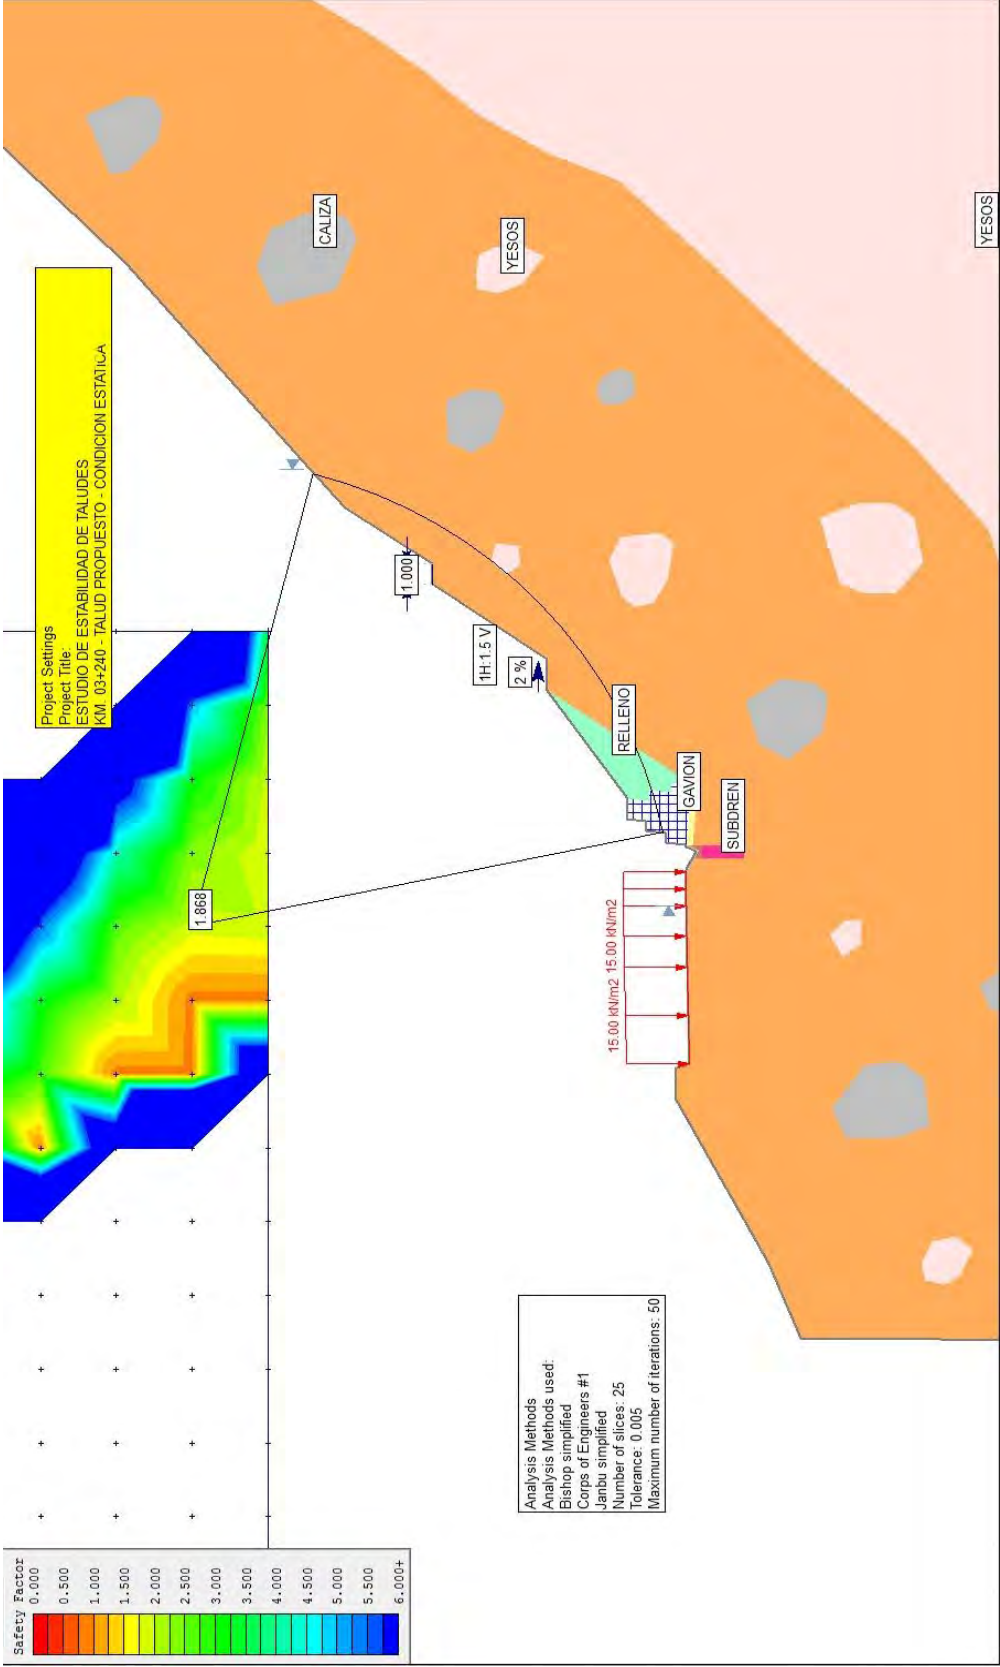 Safety Factor
0.000
0.500
1.000
1.500
2.000
2.500
3.000
3.500
4.000
4.500
5.000
5.500
6.000+
Project Settings
Project Title:
ESTUDIO DE ESTABILIDAD DE TALUDES
KM. 03+240 - TALUD PROPUESTO - CONDICION ESTATICA
1.868
CALIZA
1.000
1H:1.5 V
2 %
YESOS
RELLENO
GAVION
SUBDREN
15.00 kN/m2 15.00 kN/m2
YESOS
Analysis Methods
Analysis Methods used:
Bishop simplified
Corps of Engineers #1
Janbu simplified
Number of slices: 25
Tolerance: 0.005
Maximum number of iterations: 50